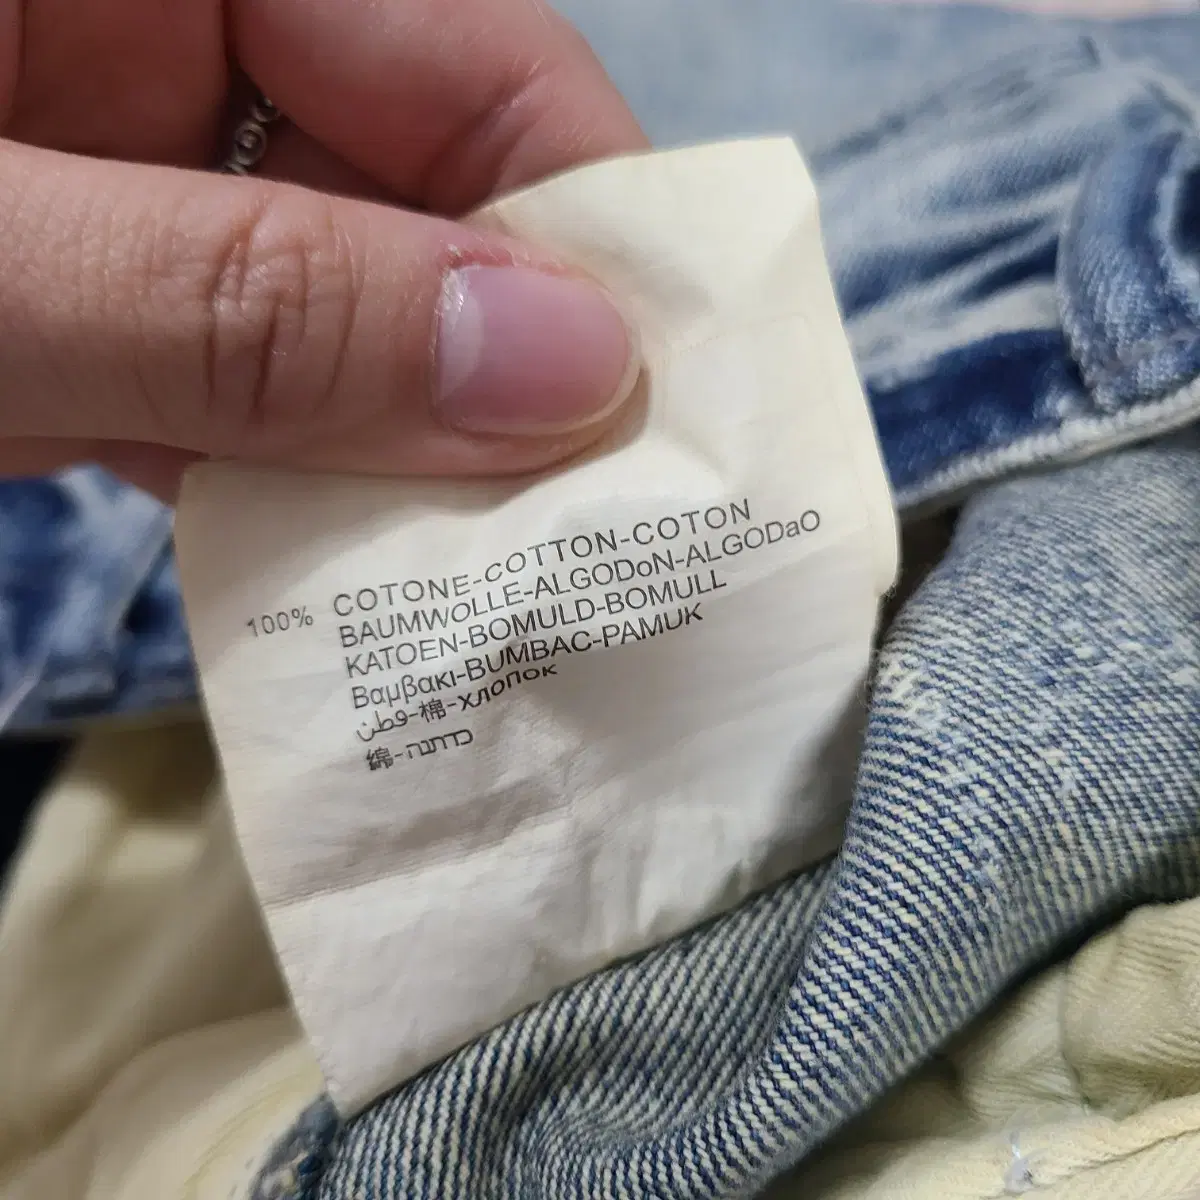 100% COTONE-COTTON-COTON
BAUMWOLLE-ALGODoN-ALGODaO
KATOEN-BOMULD-BOMULL
Βαμβακι-BUMBAC-PAMUK
قطن-棉-хлопок
綿-כותנה